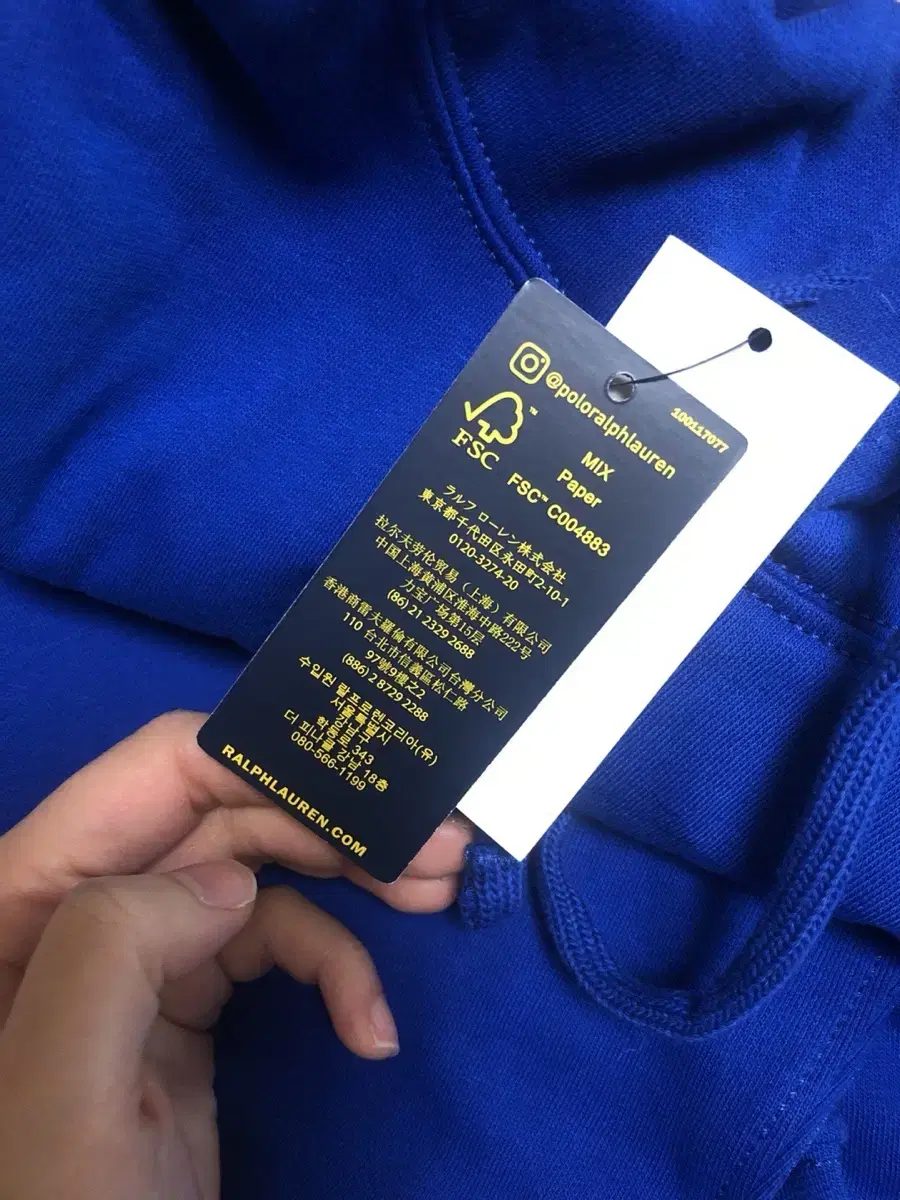 100117077
@poloralphlauren
FSC™
MIX
Paper
FSC™ C004883
ラルフ ローレン株式会社
東京都千代田区永田町2-10-1
0120-3274-20
拉尔夫劳伦贸易（上海）有限公司
中国上海黄浦区淮海中路222号
力宝广场第15层
(86) 21 2329 2688
香港商雷夫羅倫有限公司台灣分公司
110 台北市信義區松仁路
97號9樓之2
(886) 2 8729 2288
수입원 랄프로렌코리아(유)
서울특별시
강남구
학동로 343
더 피나클 강남 18층
080-566-1199
RALPHLAUREN.COM